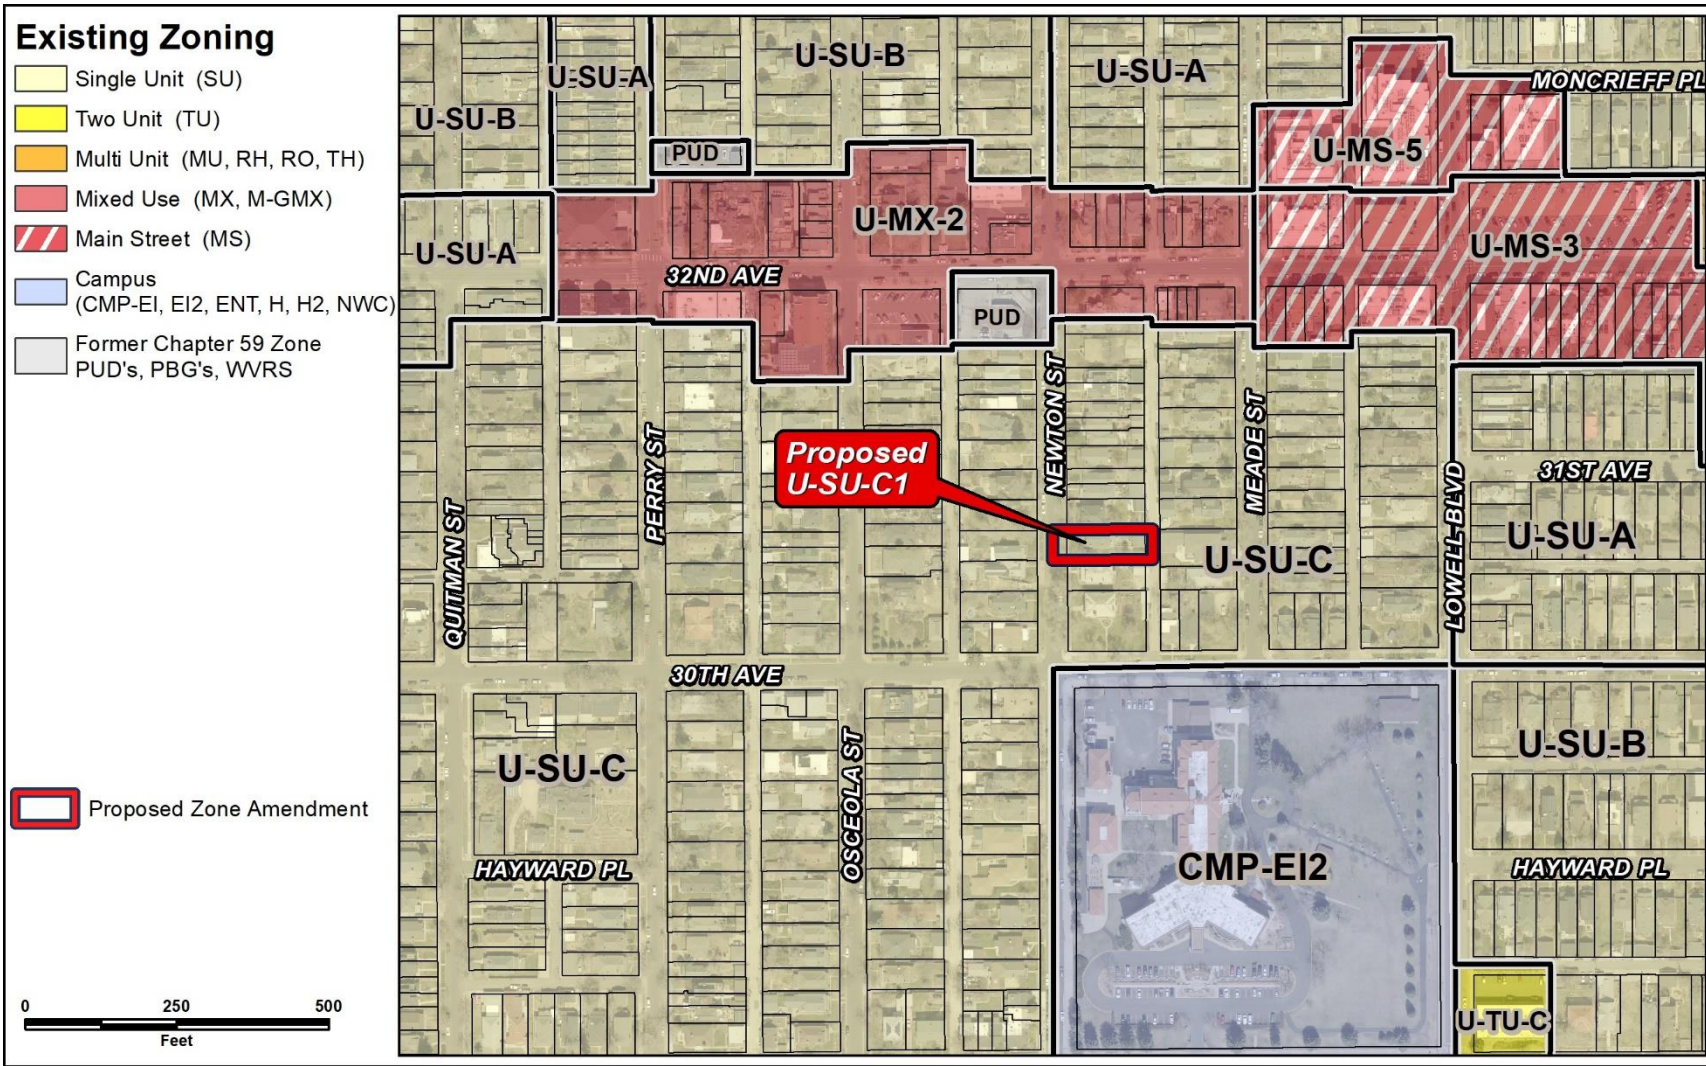 Existing Zoning
Single Unit (SU)
Two Unit (TU)
Multi Unit (MU, RH, RO, TH)
Mixed Use (MX, M-GMX)
Main Street (MS)
Campus
(CMP-EI, EI2, ENT, H, H2, NWC)
Former Chapter 59 Zone
PUD's, PBG's, WVRS
Proposed Zone Amendment
0 250 500
Feet
U-SU-A
U-SU-B
U-SU-A
MONCRIEFF PL
U-SU-B
PUD
U-MS-5
U-MX-2
U-SU-A
U-MS-3
32ND AVE
PUD
NEWTON ST
MEADE ST
PERRY ST
Proposed
U-SU-C1
31ST AVE
LOWELL BLVD
QUITMAN ST
U-SU-C
U-SU-A
30TH AVE
U-SU-C
OSCEOLA ST
U-SU-B
HAYWARD PL
CMP-EI2
HAYWARD PL
U-TU-C